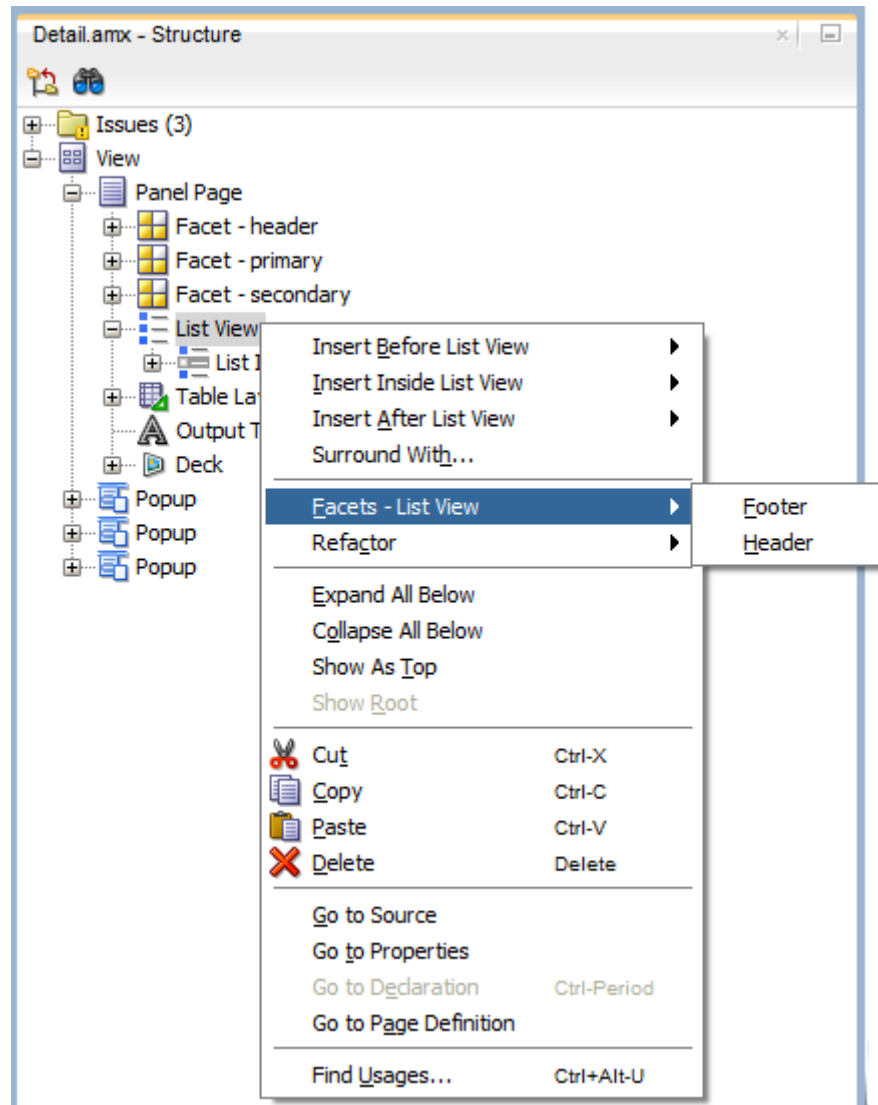 Detail.amx - Structure
Issues (3)
View
Panel Page
Facet - header
Facet - primary
Facet - secondary
List View
List
Table La
Output T
Deck
Popup
Popup
Popup
Insert Before List View
Insert Inside List View
Insert After List View
Surround With...
Facets - List View
Refactor
Footer
Header
Expand All Below
Collapse All Below
Show As Top
Show Root
Cut Ctrl-X
Copy Ctrl-C
Paste Ctrl-V
Delete Delete
Go to Source
Go to Properties
Go to Declaration Ctrl-Period
Go to Page Definition
Find Usages... Ctrl+Alt-U